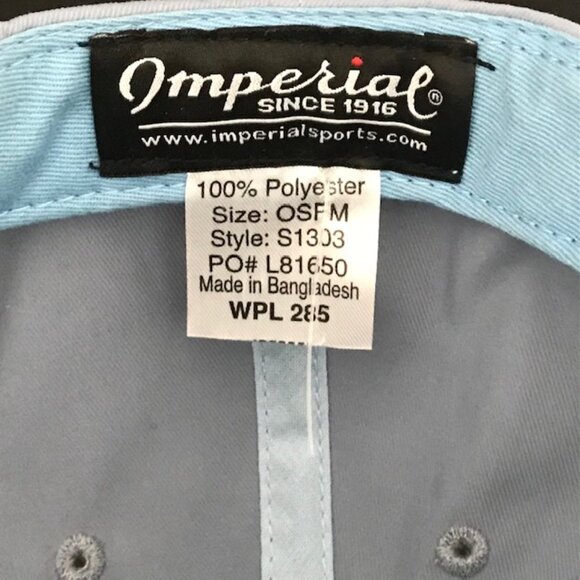 Imperial®
SINCE 1916
www.imperialsports.com
100% Polyester
Size: OSFM
Style: S1303
PO# L81650
Made in Bangladesh
WPL 285